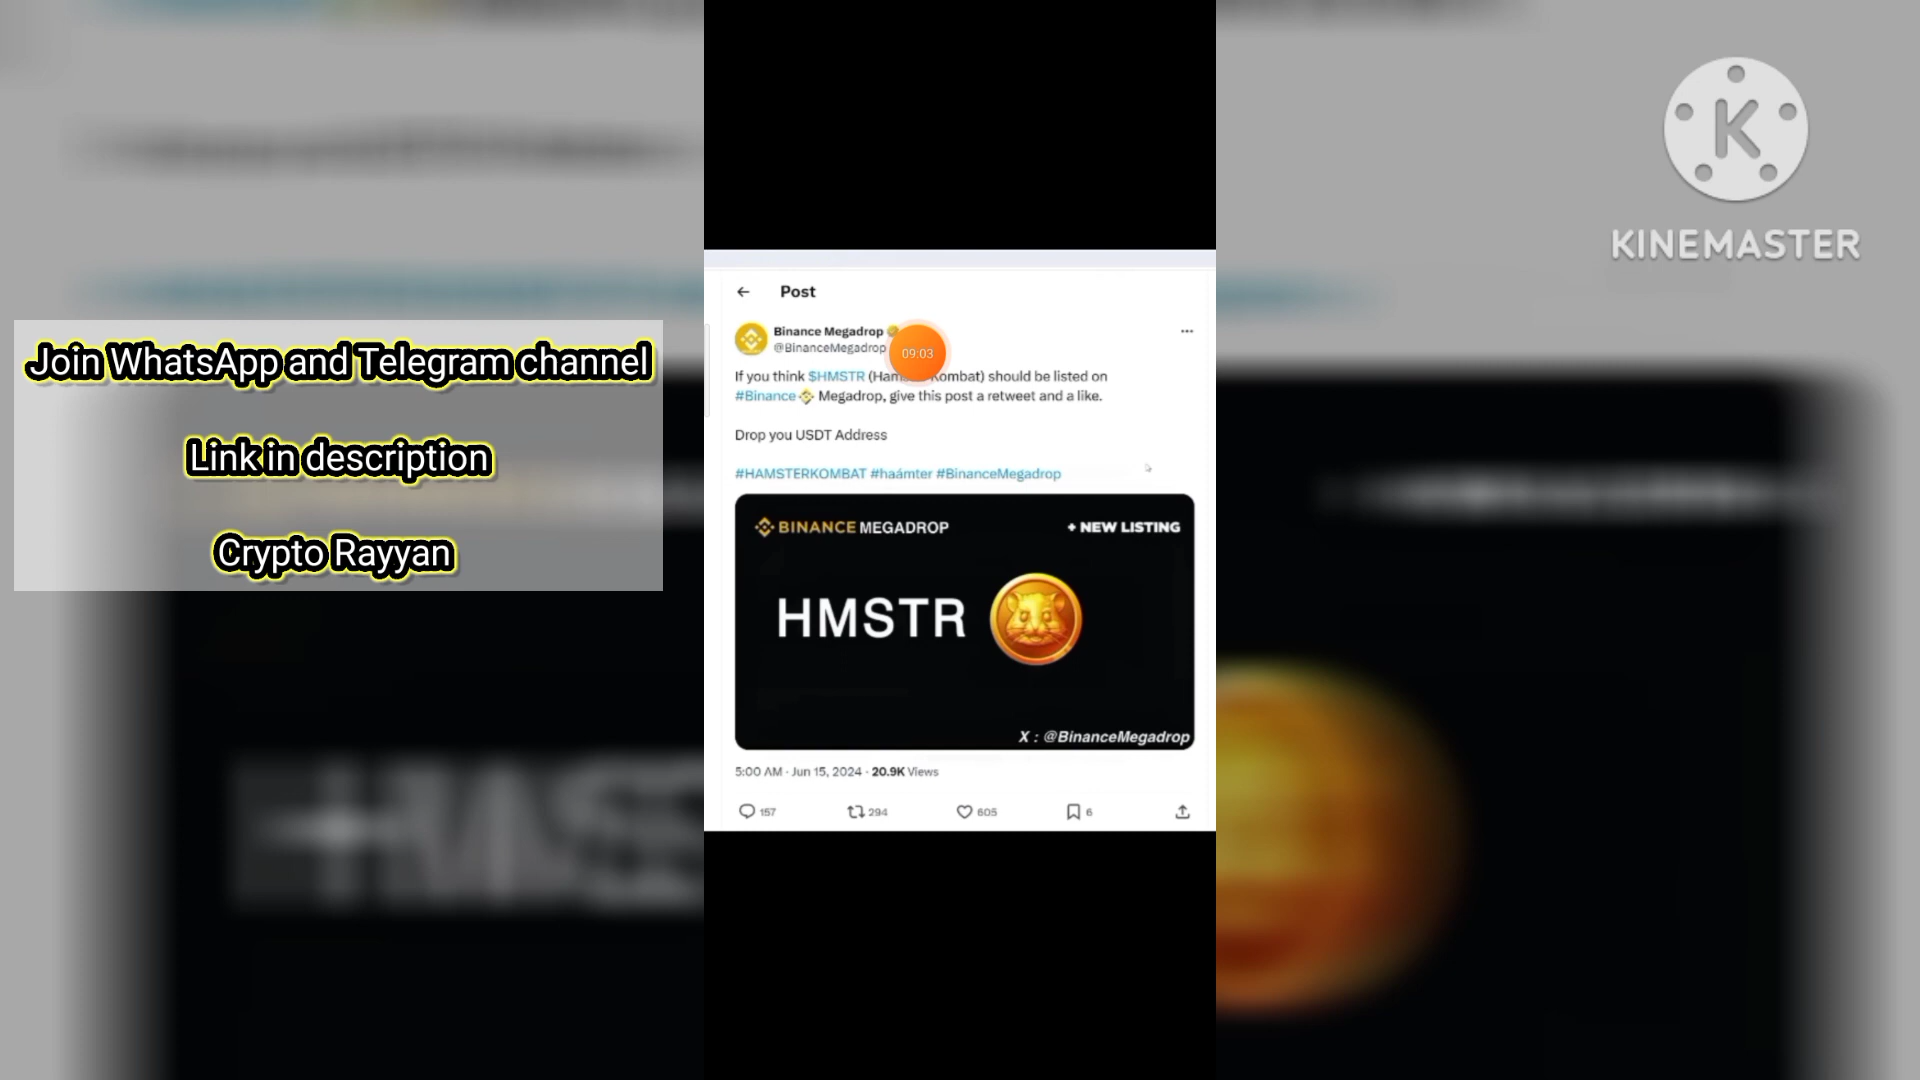 KINEMASTER
Join WhatsApp and Telegram channel
Link in description
Crypto Rayyan
Post
Binance Megadrop
@BinanceMegadrop
09:03
If you think $HMSTR (Ham Kombat) should be listed on
#Binance Megadrop, give this post a retweet and a like.
Drop you USDT Address
#HAMSTERKOMBAT #haámter #BinanceMegadrop
BINANCE MEGADROP
+ NEW LISTING
HMSTR
X : @BinanceMegadrop
5:00 AM · Jun 15, 2024 · 20.9K Views
157 294 605 6